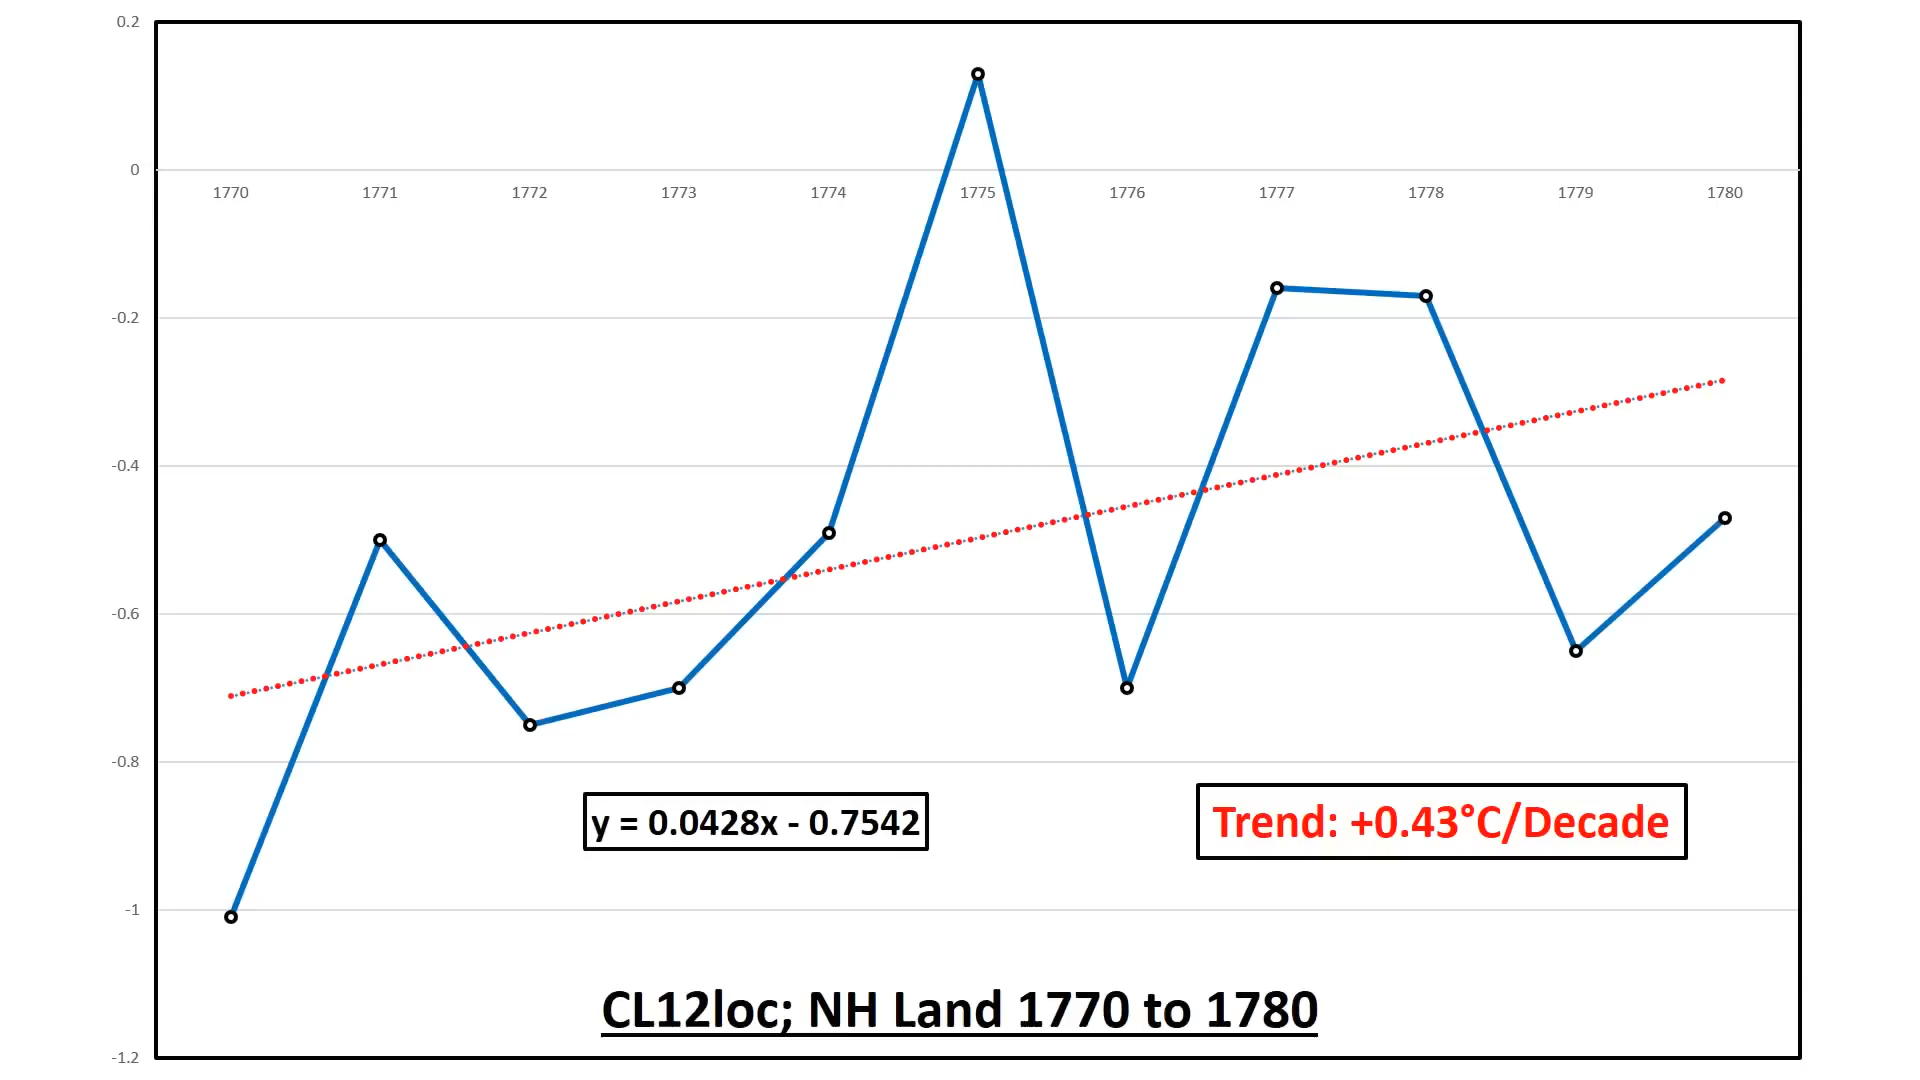 0.2
0
1770 1771 1772 1773 1774 1775 1776 1777 1778 1779 1780
-0.2
-0.4
-0.6
-0.8
y = 0.0428x - 0.7542
Trend: +0.43°C/Decade
-1
CL12loc; NH Land 1770 to 1780
-1.2